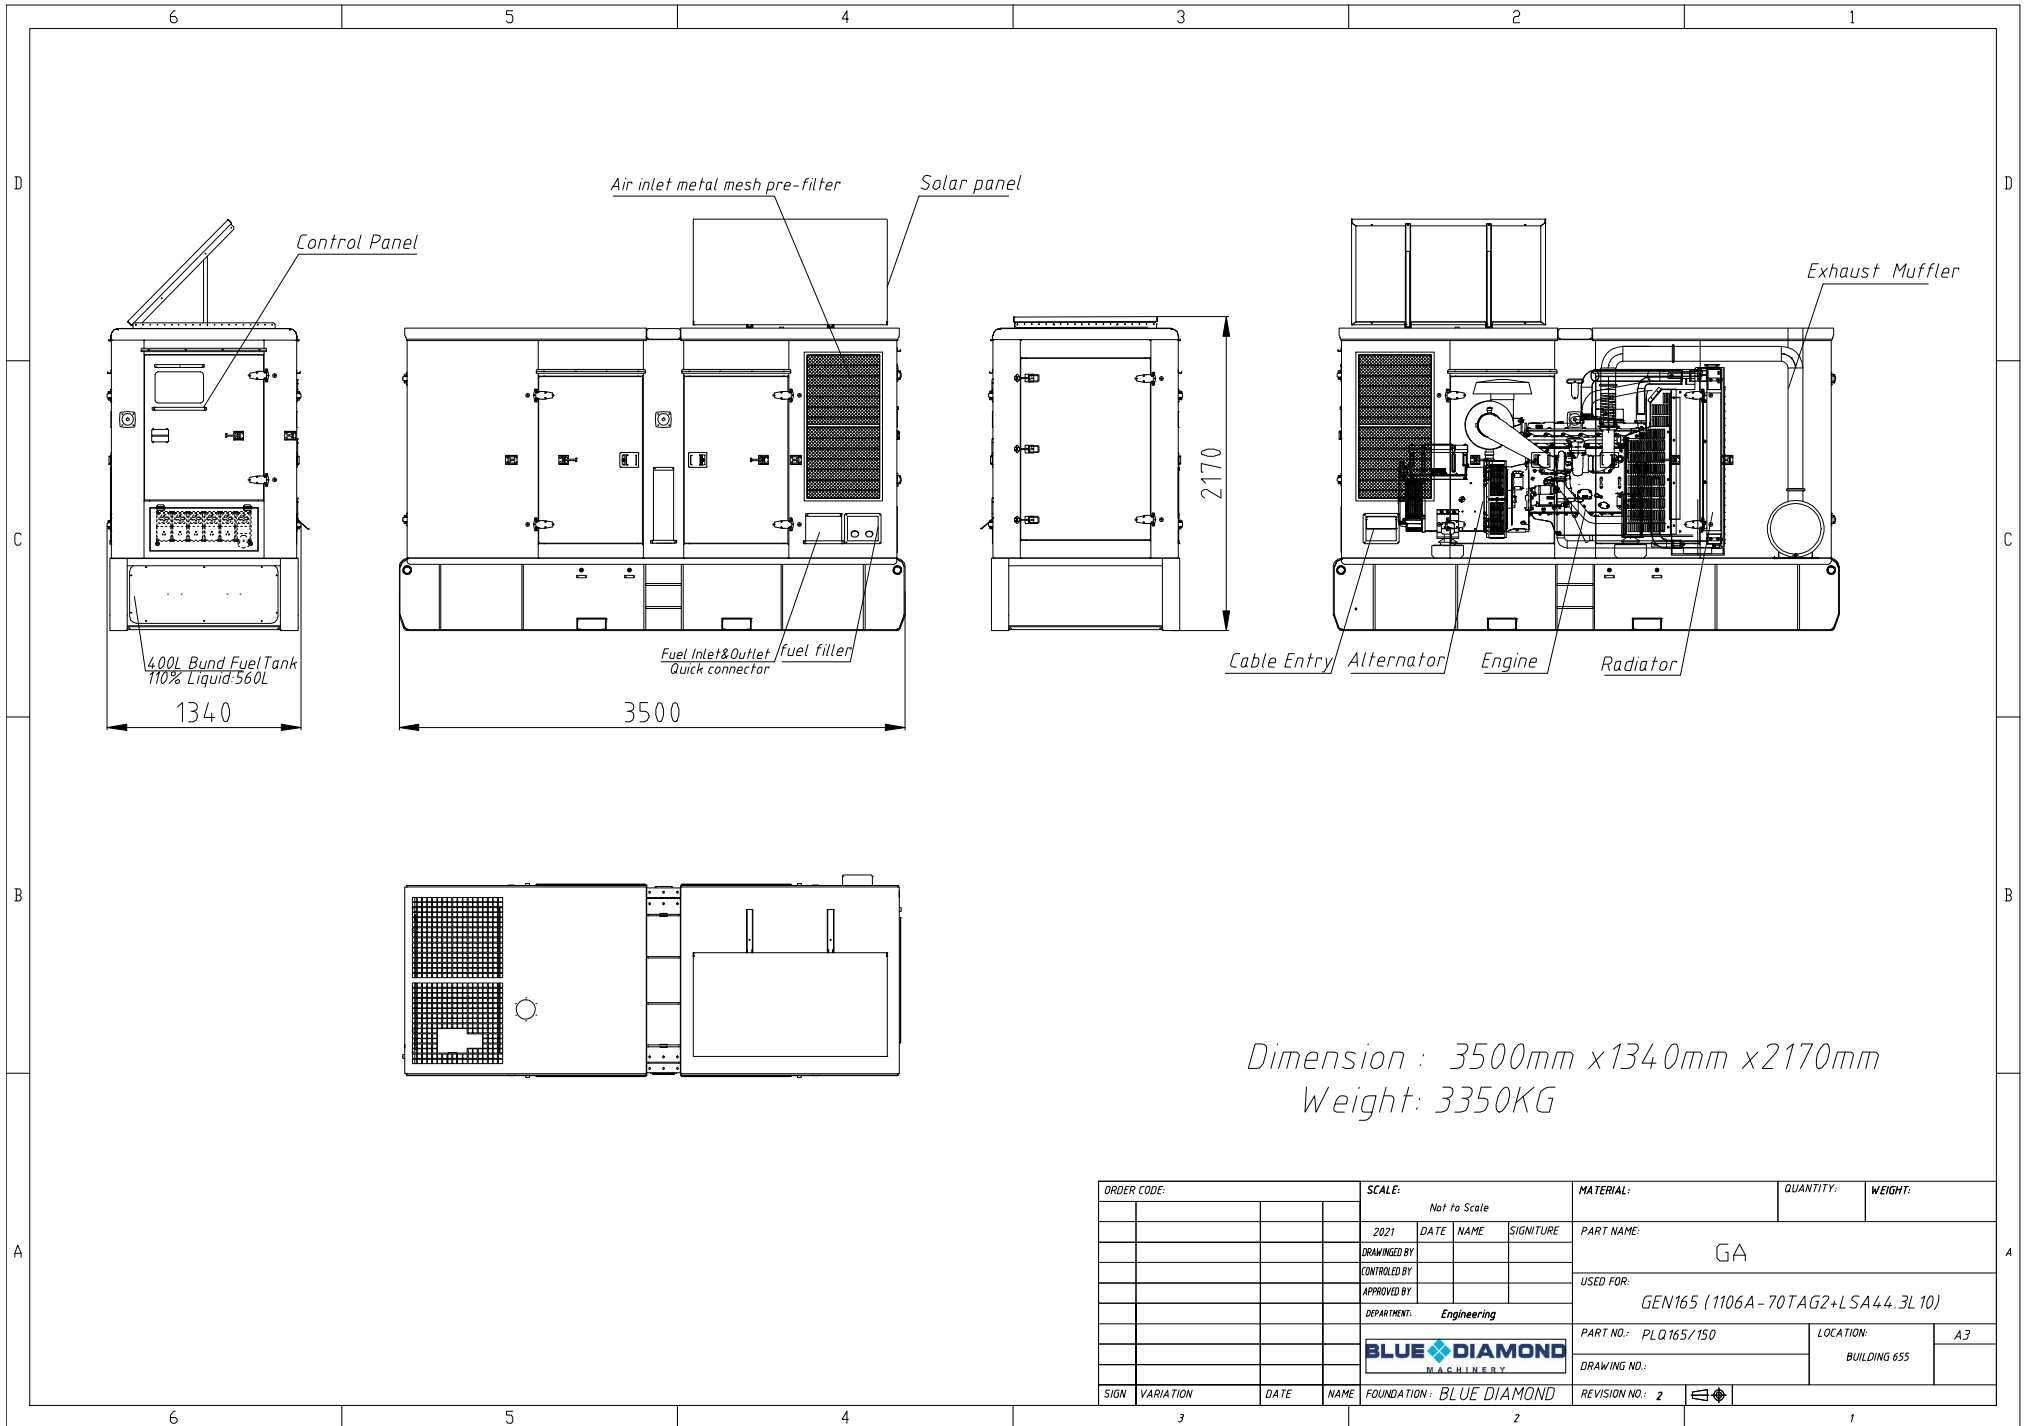 6 5 4 3 2 1
D D
Air inlet metal mesh pre-filter
Solar panel
Control Panel
Exhaust Muffler
2170
C C
400L Bund FuelTank
110% Liquid:560L
Fuel Inlet&Outlet
Quick connector
fuel filler
Cable Entry
Alternator
Engine
Radiator
1340
3500
B B
Dimension : 3500mm x1340mm x2170mm
Weight: 3350KG
A A
ORDER CODE:
SIGN VARIATION DATE NAME
SCALE:
Not to Scale
2021 DATE NAME SIGNITURE
DRAWINGED BY
CONTROLED BY
APPROVED BY
DEPARTMENT: Engineering
BLUE DIAMOND
MACHINERY
FOUNDATION : BLUE DIAMOND
MATERIAL: QUANTITY: WEIGHT:
PART NAME:
GA
USED FOR:
GEN165 (1106A-70TAG2+LSA44.3L10)
PART NO.: PLQ165/150
LOCATION:
BUILDING 655
A3
DRAWING NO.:
REVISION NO.: 2
6 5 4 3 2 1